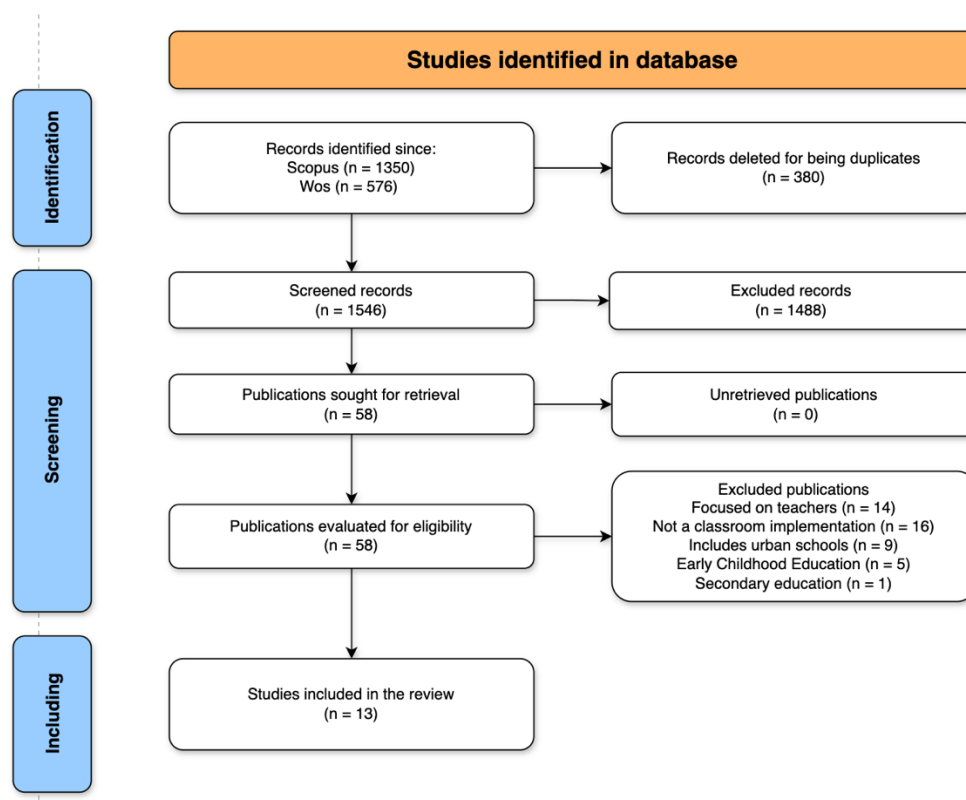 Studies identified in database
Identification
Records identified since:
Scopus (n = 1350)
Wos (n = 576)
Records deleted for being duplicates
(n = 380)
Screening
Screened records
(n = 1546)
Excluded records
(n = 1488)
Publications sought for retrieval
(n = 58)
Unretrieved publications
(n = 0)
Publications evaluated for eligibility
(n = 58)
Excluded publications
Focused on teachers (n = 14)
Not a classroom implementation (n = 16)
Includes urban schools (n = 9)
Early Childhood Education (n = 5)
Secondary education (n = 1)
Including
Studies included in the review
(n = 13)